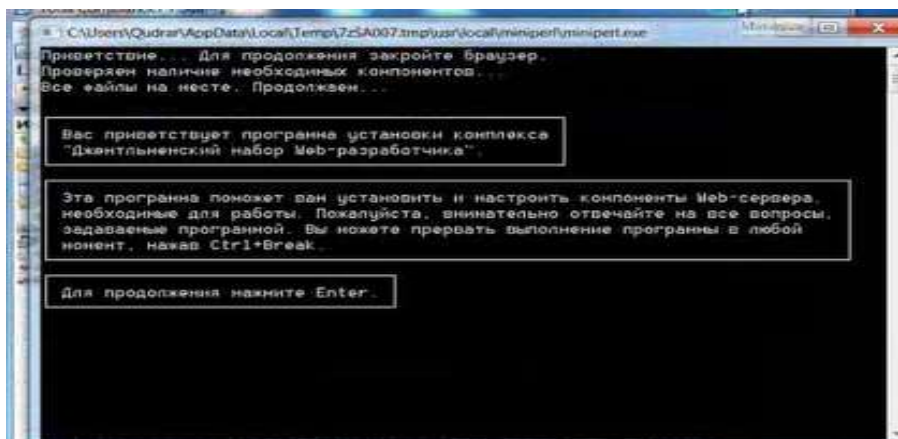 C:\Users\Qudrat\AppData\Local\Temp\7zSA007.tmp\usr\local\miniperl\miniperl.exe
Приветствие... Для продолжения закройте браузер.
Проверяем наличие необходимых компонентов...
Все файлы на месте. Продолжаем...
Вас приветствует программа установки комплекса
"Джентльменский набор Web-разработчика".
Эта программа поможет вам установить и настроить компоненты Web-сервера,
необходимые для работы. Пожалуйста, внимательно отвечайте на все вопросы,
задаваемые программой. Вы можете прервать выполнение программы в любой
момент, нажав Ctrl+Break.
Для продолжения нажмите Enter.